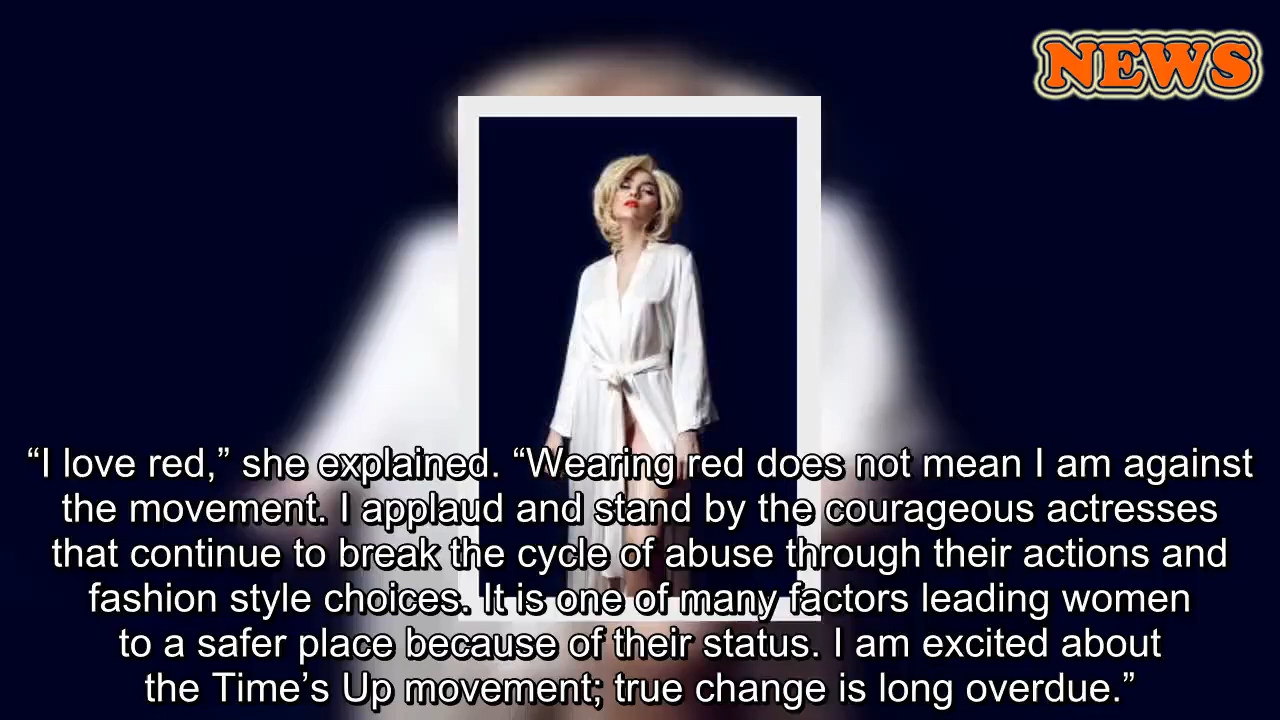 NEWS
“I love red,” she explained. “Wearing red does not mean I am against
the movement. I applaud and stand by the courageous actresses
that continue to break the cycle of abuse through their actions and
fashion style choices. It is one of many factors leading women
to a safer place because of their status. I am excited about
the Time’s Up movement; true change is long overdue.”